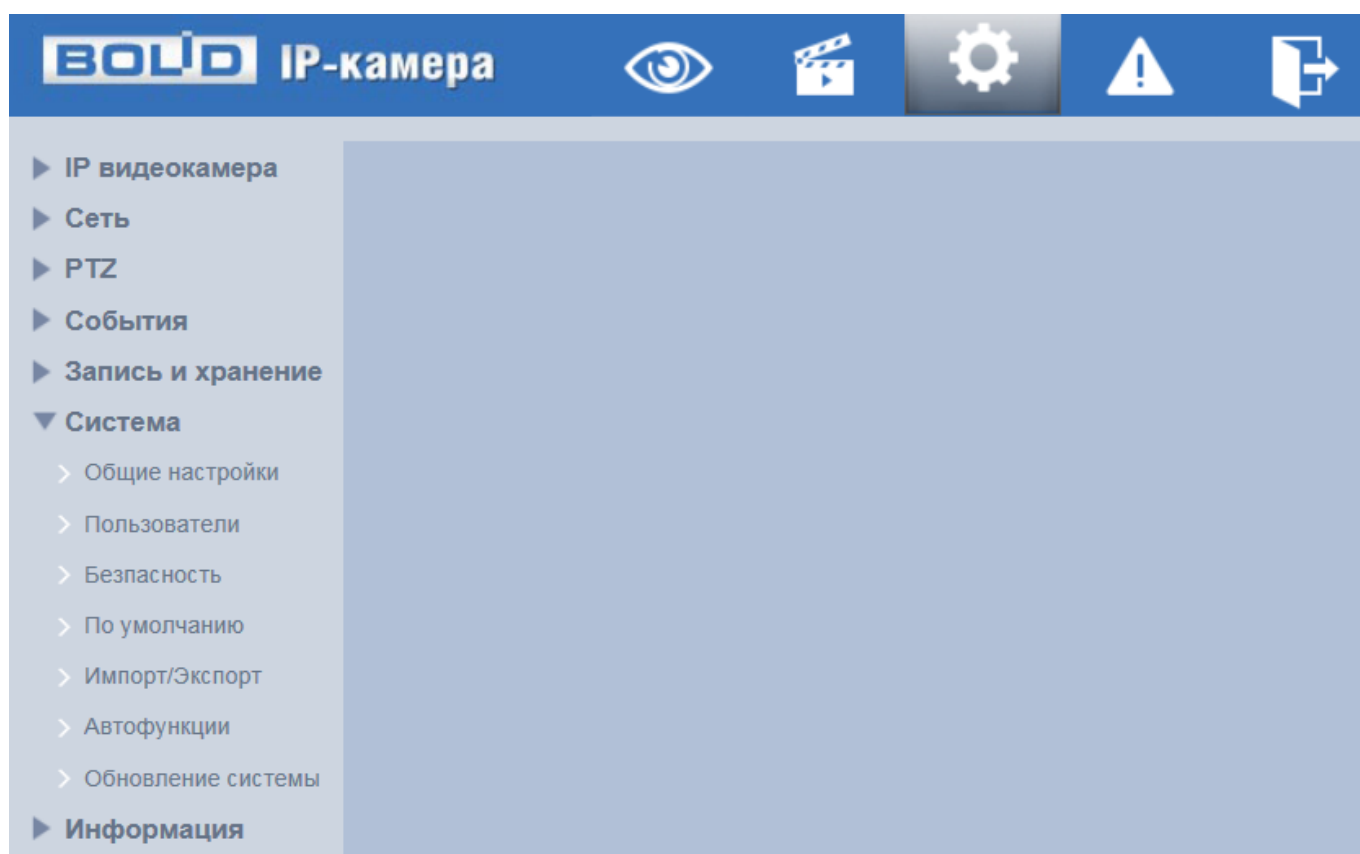 BOLID IP-камера
IP видеокамера
Сеть
PTZ
События
Запись и хранение
Система
Общие настройки
Пользователи
Безпасность
По умолчанию
Импорт/Экспорт
Автофункции
Обновление системы
Информация